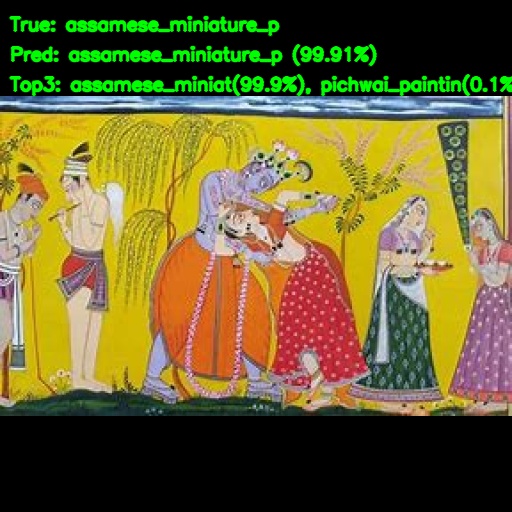 True: assamese_miniature_p
Pred: assamese_miniature_p (99.91%)
Top3: assamese_miniat(99.9%), pichwai_paintin(0.1%